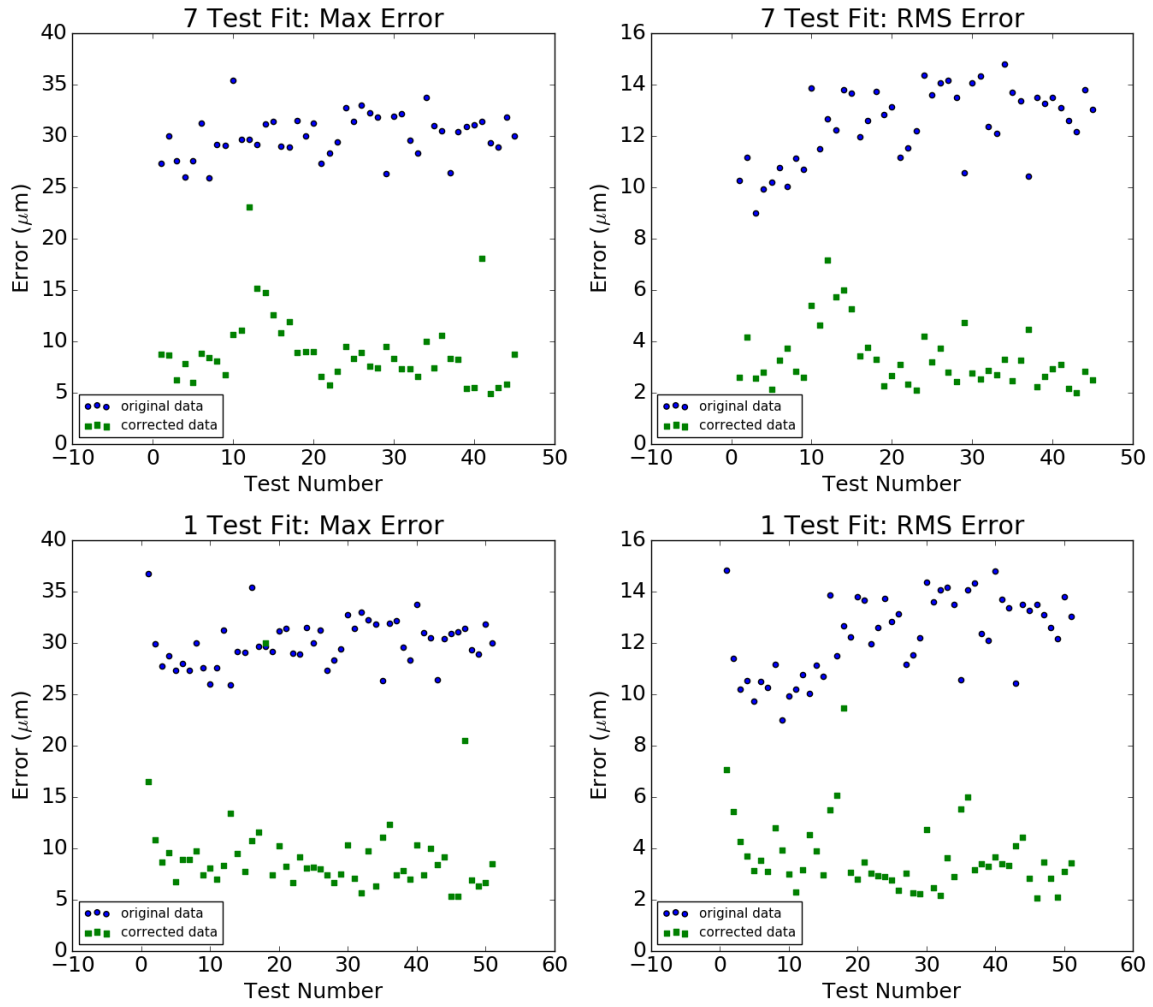 7 Test Fit: Max Error
40
35
30
25
20
15
10
5
0
Error (μm)
original data
corrected data
−10 0 10 20 30 40 50
Test Number
7 Test Fit: RMS Error
16
14
12
10
8
6
4
2
0
Error (μm)
original data
corrected data
−10 0 10 20 30 40 50
Test Number
1 Test Fit: Max Error
40
35
30
25
20
15
10
5
0
Error (μm)
original data
corrected data
−10 0 10 20 30 40 50 60
Test Number
1 Test Fit: RMS Error
16
14
12
10
8
6
4
2
0
Error (μm)
original data
corrected data
−10 0 10 20 30 40 50 60
Test Number